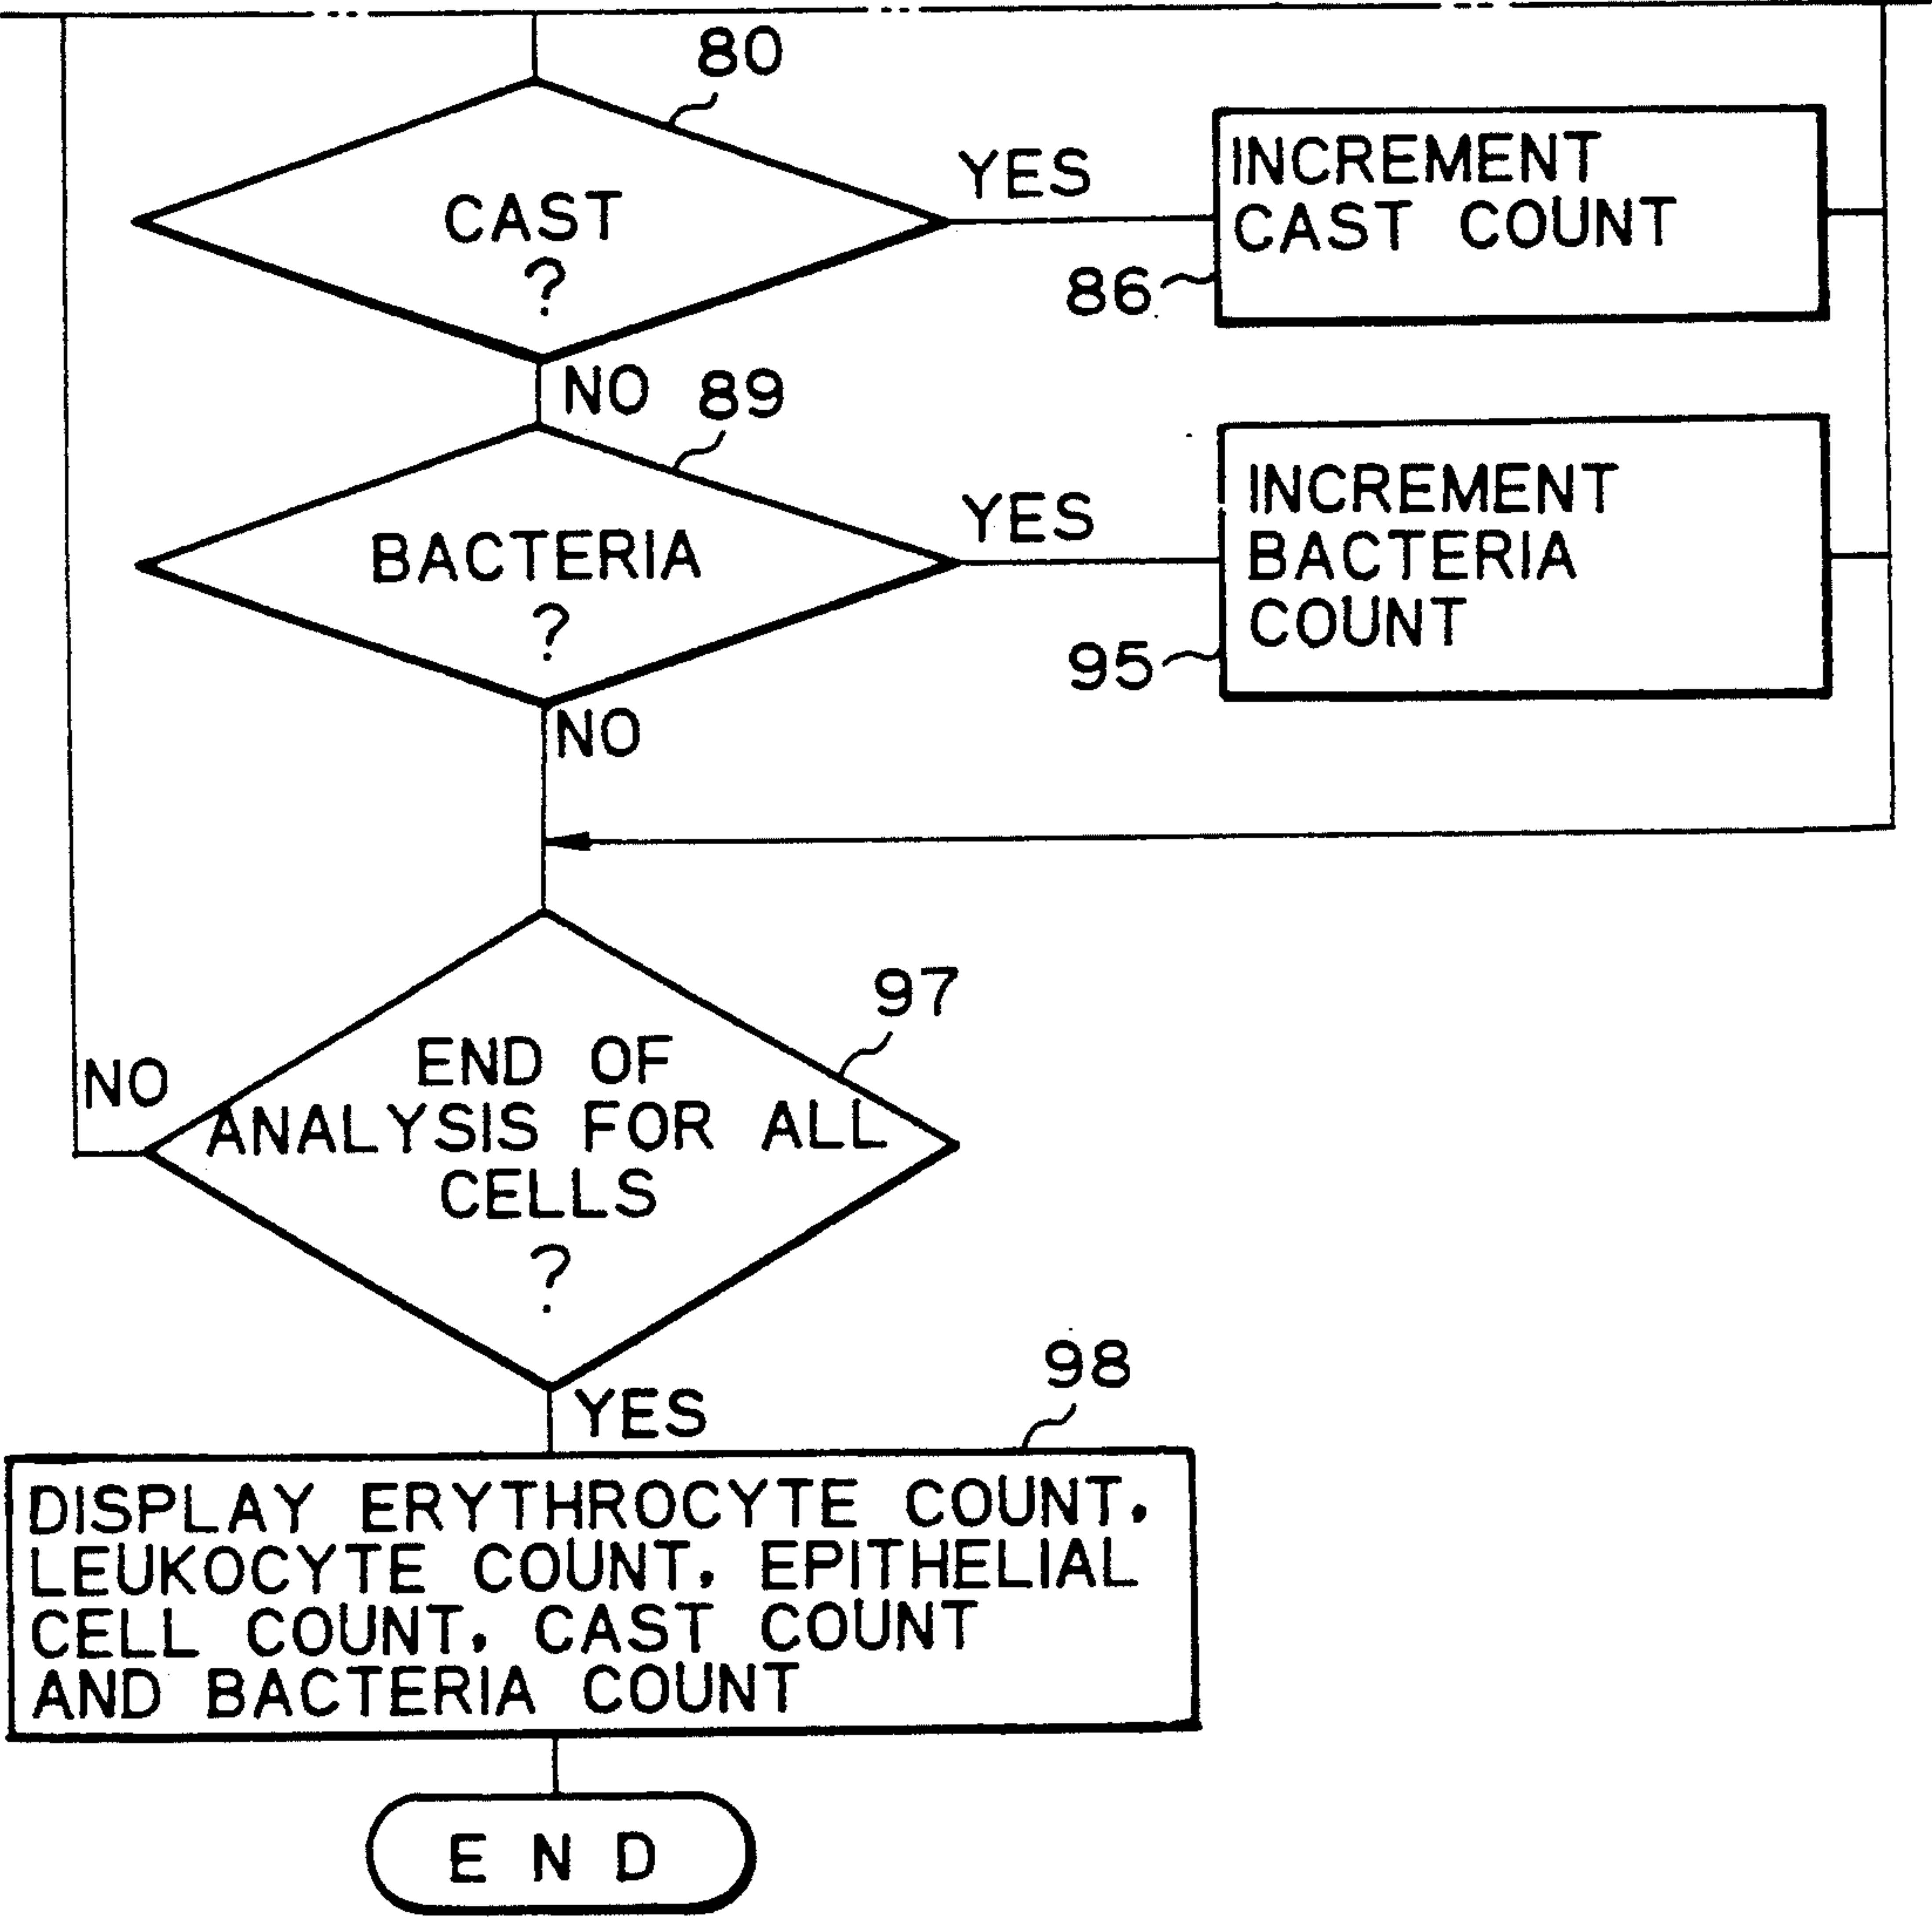 80
CAST
?
YES
INCREMENT
CAST COUNT
86
NO
89
BACTERIA
?
YES
INCREMENT
BACTERIA
COUNT
95
NO
97
END OF
ANALYSIS FOR ALL
CELLS
?
NO
YES
98
DISPLAY ERYTHROCYTE COUNT,
LEUKOCYTE COUNT, EPITHELIAL
CELL COUNT, CAST COUNT
AND BACTERIA COUNT
END